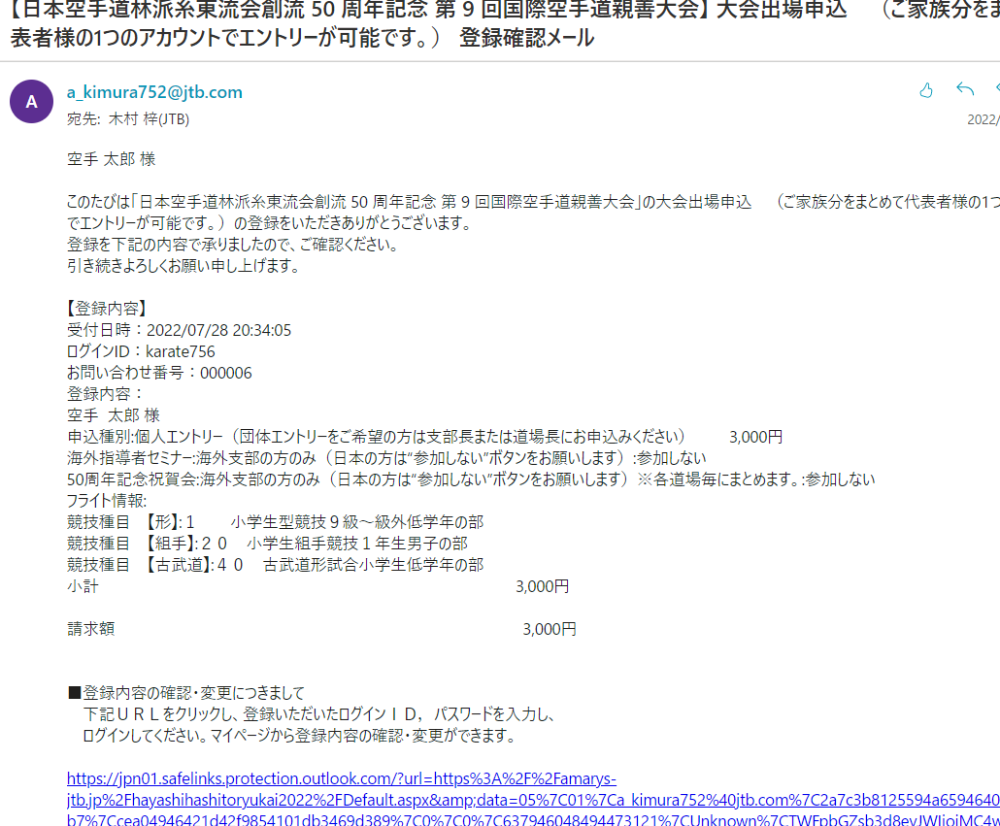 【日本空手道林派糸東流会創流 50 周年記念 第 9 回国際空手道親善大会】 大会出場申込　（ご家族分をま
表者様の1つのアカウントでエントリーが可能です。） 登録確認メール
A
a_kimura752@jtb.com
宛先: 木村 梓(JTB)
2022/
空手 太郎 様
このたびは「日本空手道林派糸東流会創流 50 周年記念 第 9 回国際空手道親善大会」の大会出場申込　（ご家族分をまとめて代表者様の1つ
でエントリーが可能です。）の登録をいただきありがとうございます。
登録を下記の内容で承りましたので、ご確認ください。
引き続きよろしくお願い申し上げます。
【登録内容】
受付日時：2022/07/28 20:34:05
ログインID：karate756
お問い合わせ番号：000006
登録内容：
空手 太郎 様
申込種別:個人エントリー（団体エントリーをご希望の方は支部長または道場長にお申込みください）　3,000円
海外指導者セミナー:海外支部の方のみ（日本の方は“参加しない”ボタンをお願いします）:参加しない
50周年記念祝賀会:海外支部の方のみ（日本の方は“参加しない”ボタンをお願いします）※各道場毎にまとめます。:参加しない
フライト情報:
競技種目　【形】:１　小学生型競技９級～級外低学年の部
競技種目　【組手】:２０　小学生組手競技１年生男子の部
競技種目　【古武道】:４０　古武道形試合小学生低学年の部
小計　3,000円
請求額　3,000円
■登録内容の確認・変更につきまして
下記ＵＲＬをクリックし、登録いただいたログインＩＤ，パスワードを入力し、
ログインしてください。マイページから登録内容の確認・変更ができます。
https://jpn01.safelinks.protection.outlook.com/?url=https%3A%2F%2Famarys-
jtb.jp%2Fhayashihashitoryukai2022%2FDefault.aspx&amp;data=05%7C01%7Ca_kimura752%40jtb.com%7C2a7c3b8125594a6594640
b7%7Ccea04946421d42f9854101db3469d389%7C0%7C0%7C637946048494473121%7CUnknown%7CTWFpbGZsb3d8eyJWIjoiMC4w